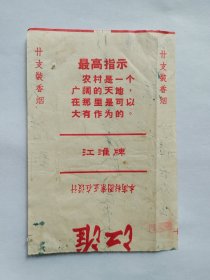 廿支裝香烟
最高指示
农村是一个
广阔的天地，
在那里是可以
大有作为的。
廿支裝香烟
江淮牌
江淮